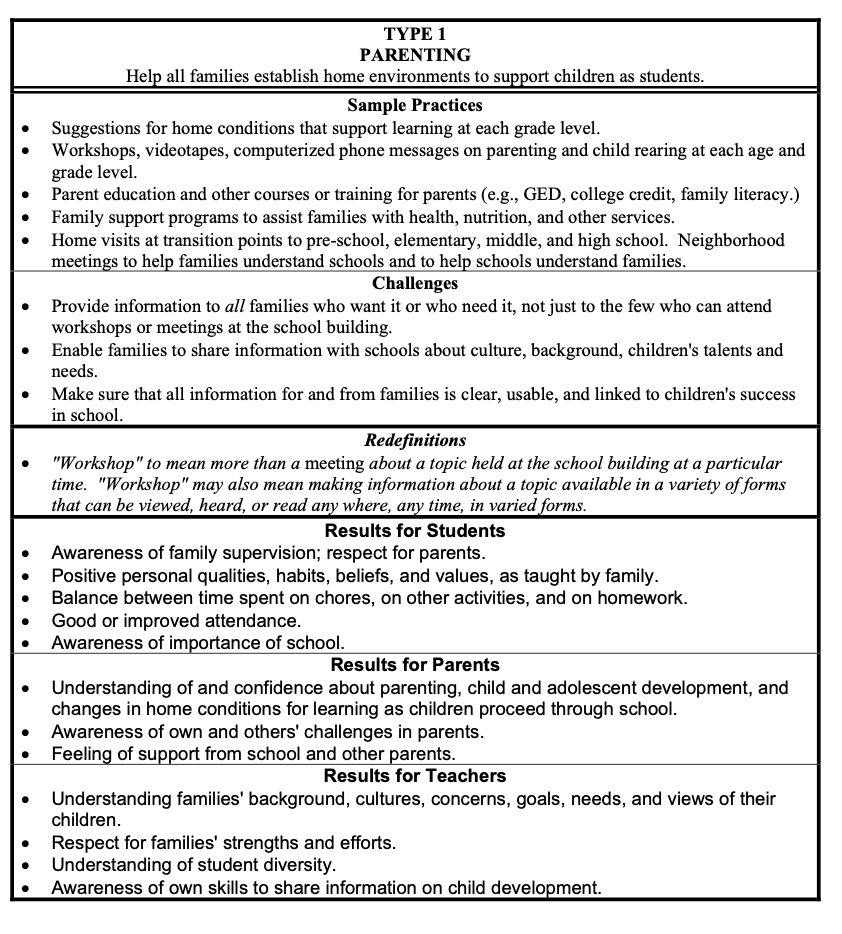 TYPE 1
PARENTING
Help all families establish home environments to support children as students.
Sample Practices
• Suggestions for home conditions that support learning at each grade level.
• Workshops, videotapes, computerized phone messages on parenting and child rearing at each age and
grade level.
• Parent education and other courses or training for parents (e.g., GED, college credit, family literacy.)
• Family support programs to assist families with health, nutrition, and other services.
• Home visits at transition points to pre-school, elementary, middle, and high school.  Neighborhood
meetings to help families understand schools and to help schools understand families.
Challenges
• Provide information to all families who want it or who need it, not just to the few who can attend
workshops or meetings at the school building.
• Enable families to share information with schools about culture, background, children's talents and
needs.
• Make sure that all information for and from families is clear, usable, and linked to children's success
in school.
Redefinitions
• "Workshop" to mean more than a meeting about a topic held at the school building at a particular
time.  "Workshop" may also mean making information about a topic available in a variety of forms
that can be viewed, heard, or read any where, any time, in varied forms.
Results for Students
• Awareness of family supervision; respect for parents.
• Positive personal qualities, habits, beliefs, and values, as taught by family.
• Balance between time spent on chores, on other activities, and on homework.
• Good or improved attendance.
• Awareness of importance of school.
Results for Parents
• Understanding of and confidence about parenting, child and adolescent development, and
changes in home conditions for learning as children proceed through school.
• Awareness of own and others' challenges in parents.
• Feeling of support from school and other parents.
Results for Teachers
• Understanding families' background, cultures, concerns, goals, needs, and views of their
children.
• Respect for families' strengths and efforts.
• Understanding of student diversity.
• Awareness of own skills to share information on child development.